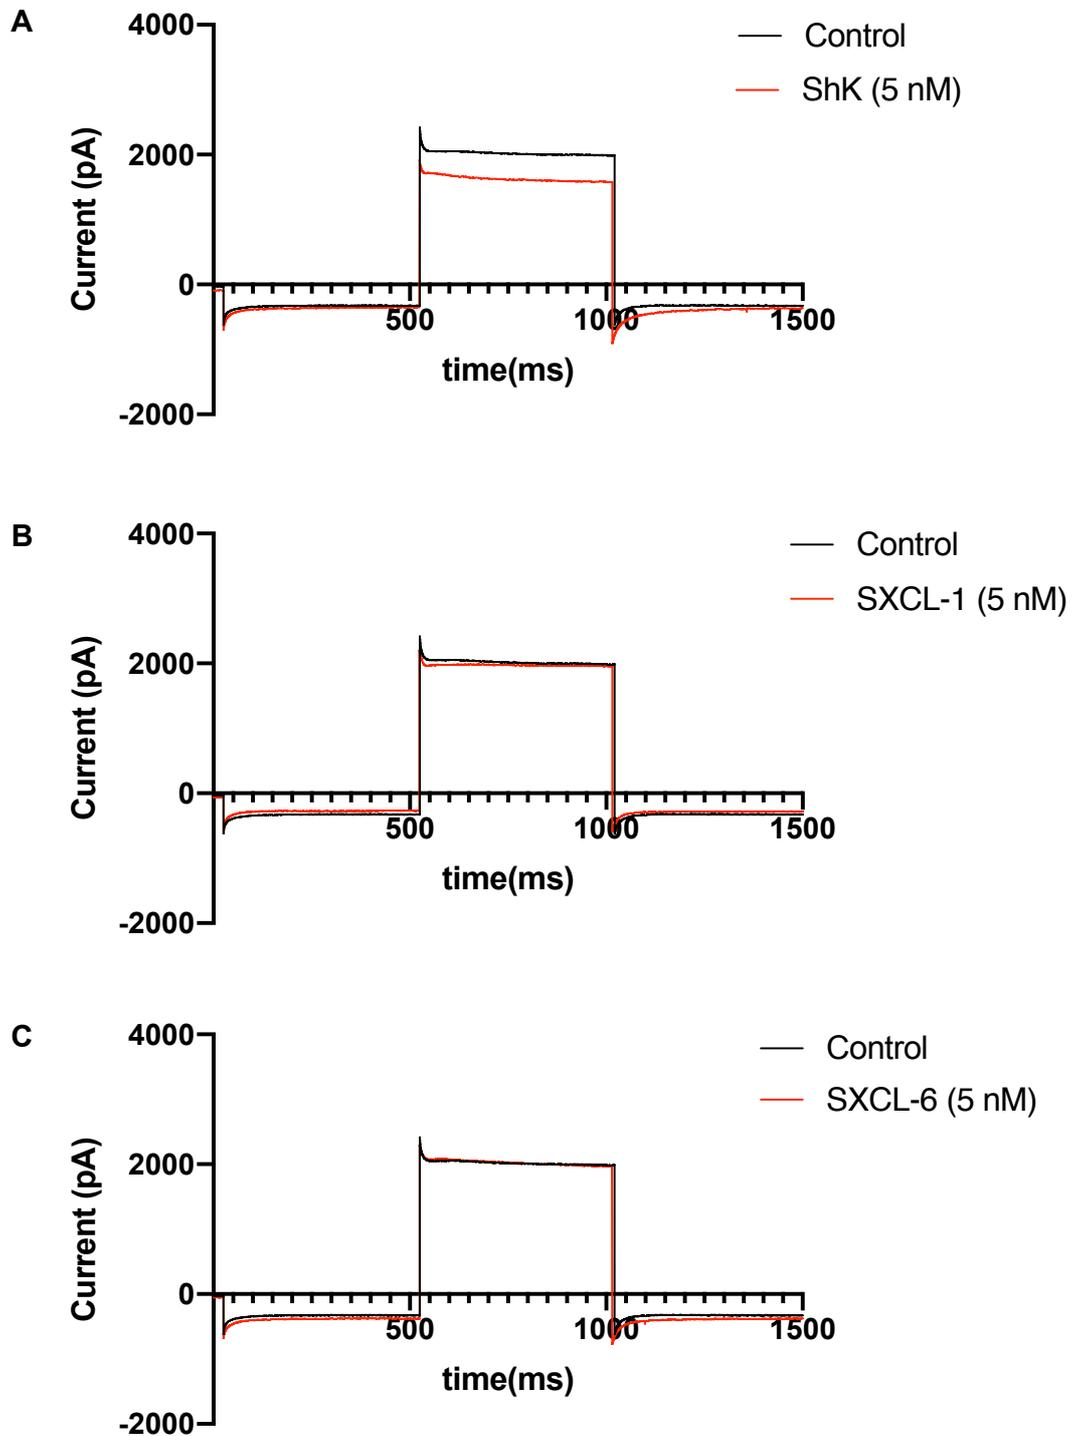 A
4000
Control
ShK (5 nM)
2000
Current (pA)
0
500
1000
1500
time(ms)
-2000
B
4000
Control
SXCL-1 (5 nM)
2000
Current (pA)
0
500
1000
1500
time(ms)
-2000
C
4000
Control
SXCL-6 (5 nM)
2000
Current (pA)
0
500
1000
1500
time(ms)
-2000